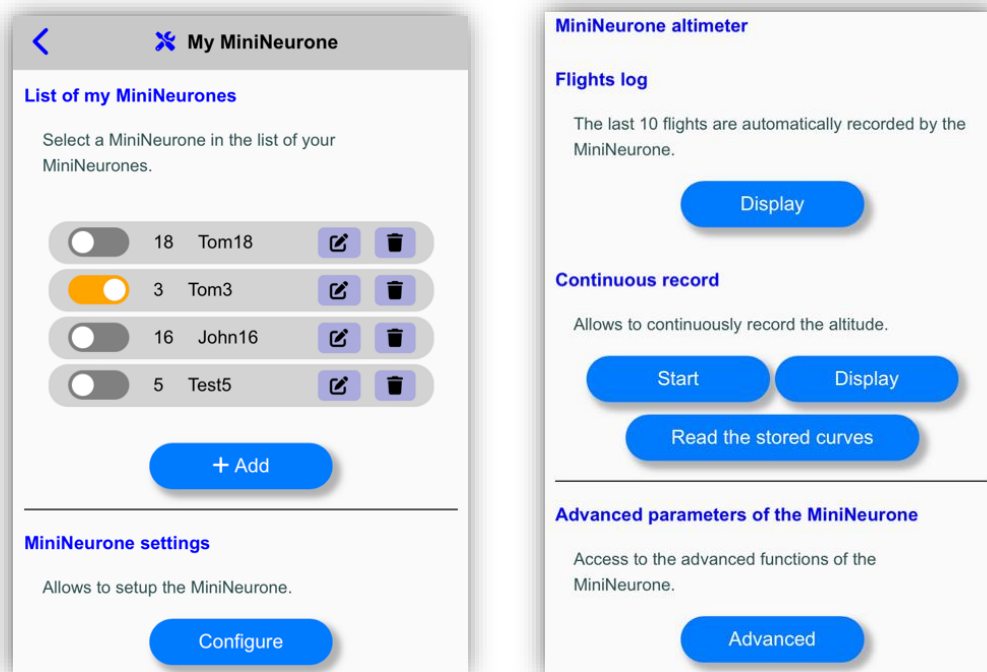 My MiniNeurone
List of my MiniNeurones
Select a MiniNeurone in the list of your
MiniNeurones.
18 Tom18
3 Tom3
16 John16
5 Test5
+ Add
MiniNeurone settings
Allows to setup the MiniNeurone.
Configure
MiniNeurone altimeter
Flights log
The last 10 flights are automatically recorded by the
MiniNeurone.
Display
Continuous record
Allows to continuously record the altitude.
Start Display
Read the stored curves
Advanced parameters of the MiniNeurone
Access to the advanced functions of the
MiniNeurone.
Advanced